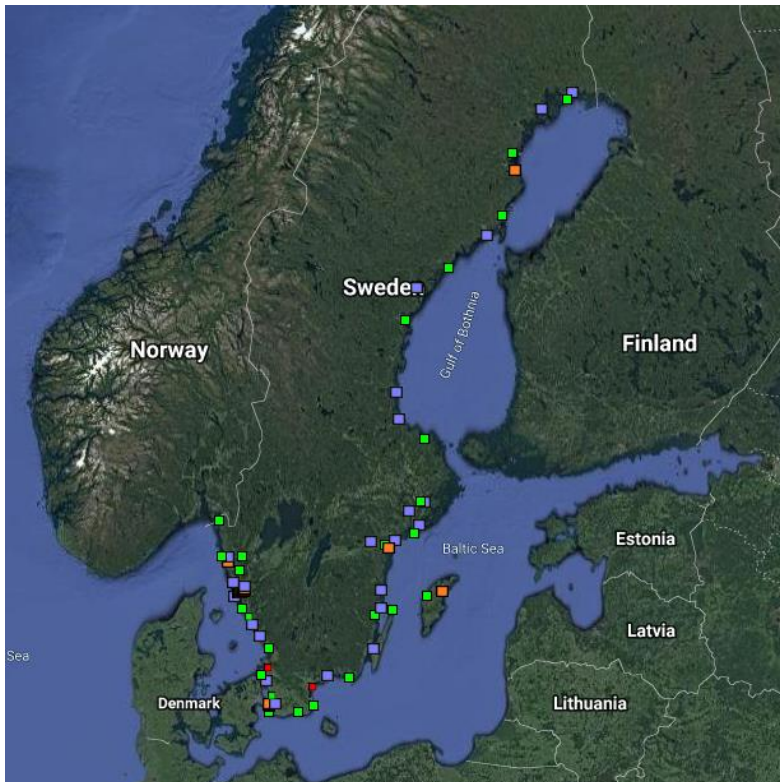 Sweden
Norway
Gulf of Bothnia
Finland
Estonia
Baltic Sea
Latvia
Sea
Denmark
Lithuania